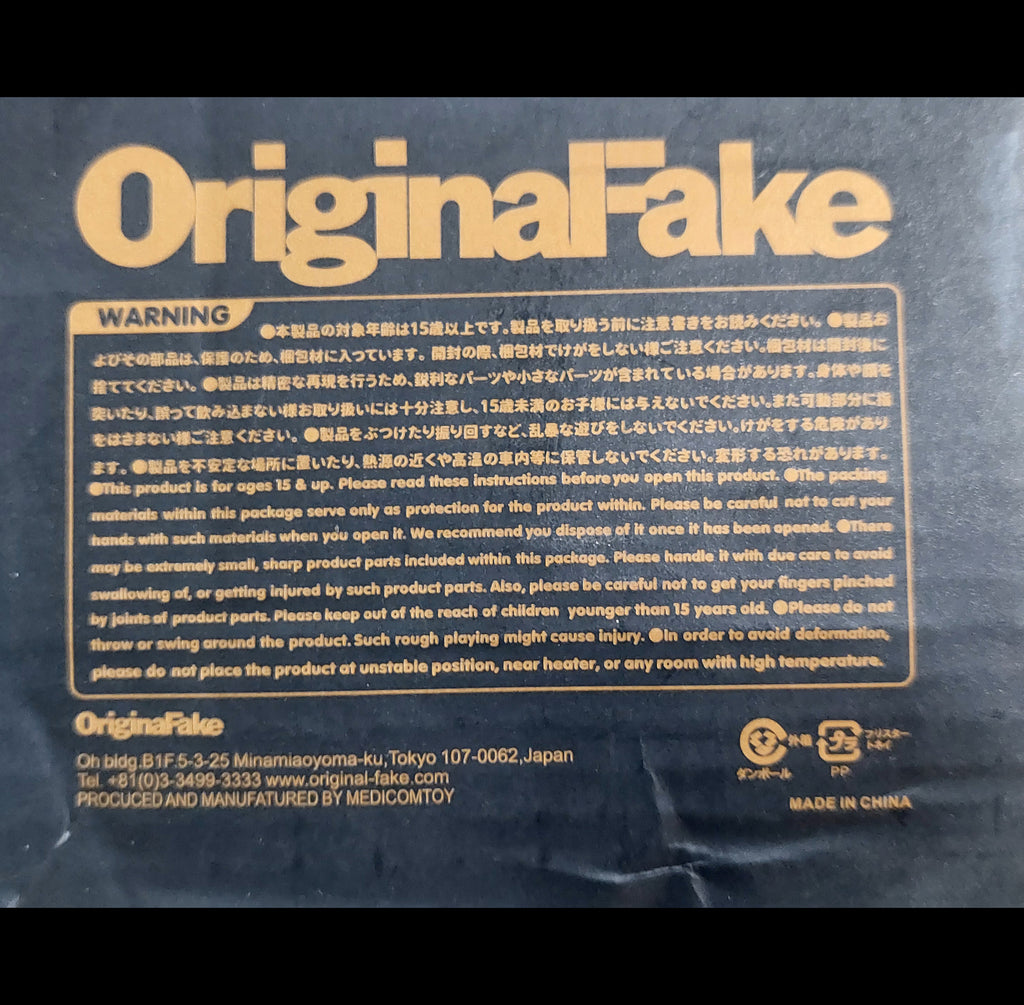 OriginalFake
WARNING
●本製品の対象年齢は15歳以上です。製品を取り扱う前に注意書きをお読みください。 ●製品お
よびその部品は、保護のため、梱包材に入っています。 開封の際、梱包材でけがをしない様ご注意ください。梱包材は開封後に
捨ててください。 ●製品は精密な再現を行うため、鋭利なパーツや小さなパーツが含まれている場合があります。身体や顔を
突いたり、誤って飲み込まない様お取り扱いには十分注意し、15歳未満のお子様には与えないでください。また可動部分に指
をはさまない様ご注意ください。 ●製品をぶつけたり振り回すなど、乱暴な遊びをしないでください。けがをする危険があり
ます。●製品を不安定な場所に置いたり、熱源の近くや高温の車内等に保管しないでください。変形する恐れがあります。
●This product is for ages 15 & up. Please read these instructions before you open this product. ●The packing
materials within this package serve only as protection for the product within. Please be careful not to cut your
hands with such materials when you open it. We recommend you dispose of it once it has been opened. ●There
may be extremely small, sharp product parts included within this package. Please handle it with due care to avoid
swallowing of, or getting injured by such product parts. Also, please be careful not to get your fingers pinched
by joints of product parts. Please keep out of the reach of children younger than 15 years old. ●Please do not
throw or swing around the product. Such rough playing might cause injury. ●In order to avoid deformation,
please do not place the product at unstable position, near heater, or any room with high temperature.
OriginalFake
Oh bldg.B1F.5-3-25 Minamiaoyoma-ku,Tokyo 107-0062,Japan
Tel. +81(0)3-3499-3333 www.original-fake.com
PROCUCED AND MANUFATURED BY MEDICOMTOY
外箱
ダンボール
プラ
ブリスター
トレイ
PP
MADE IN CHINA